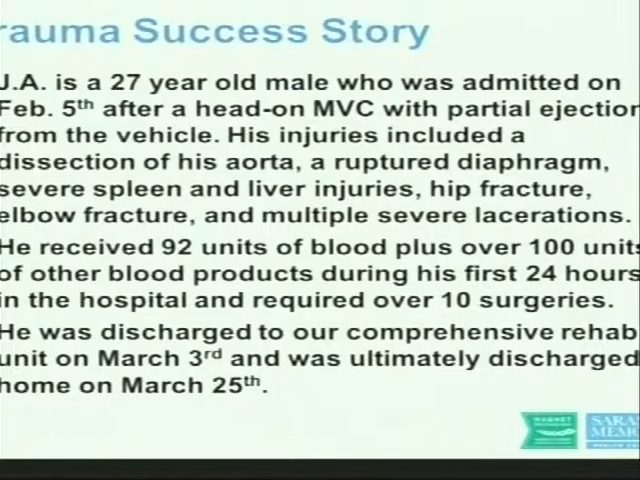 rauma Success Story
J.A. is a 27 year old male who was admitted on
Feb. 5th after a head-on MVC with partial ejection
from the vehicle. His injuries included a
dissection of his aorta, a ruptured diaphragm,
severe spleen and liver injuries, hip fracture,
elbow fracture, and multiple severe lacerations.
He received 92 units of blood plus over 100 units
of other blood products during his first 24 hours
in the hospital and required over 10 surgeries.
He was discharged to our comprehensive rehab
unit on March 3rd and was ultimately discharged
home on March 25th.
MAGNET
SARA
MEMO